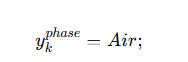 $y_k^{phase} = Air;$